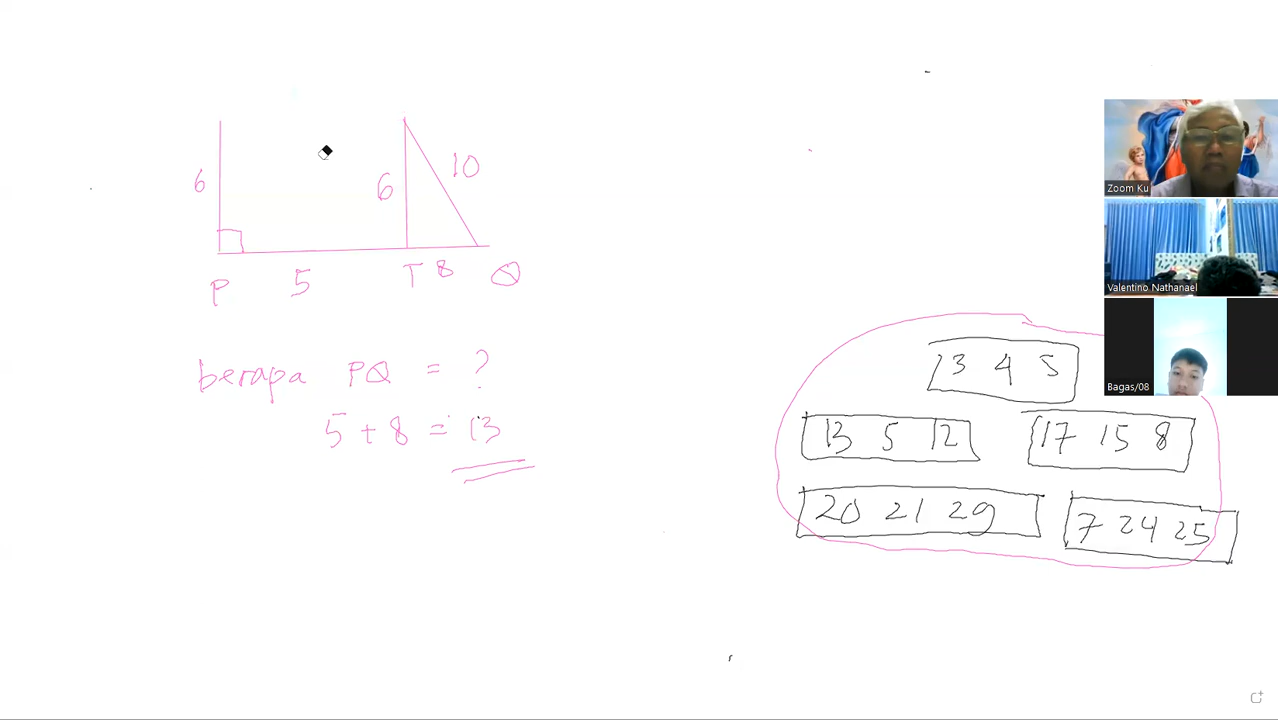 6
6
10
P
5
T
8
Q
berapa PQ = ?
5 + 8 = 13
3 4 5
13 5 12
17 15 8
20 21 29
7 24 25
Zoom Ku
Valentino Nathanael
Bagas/08